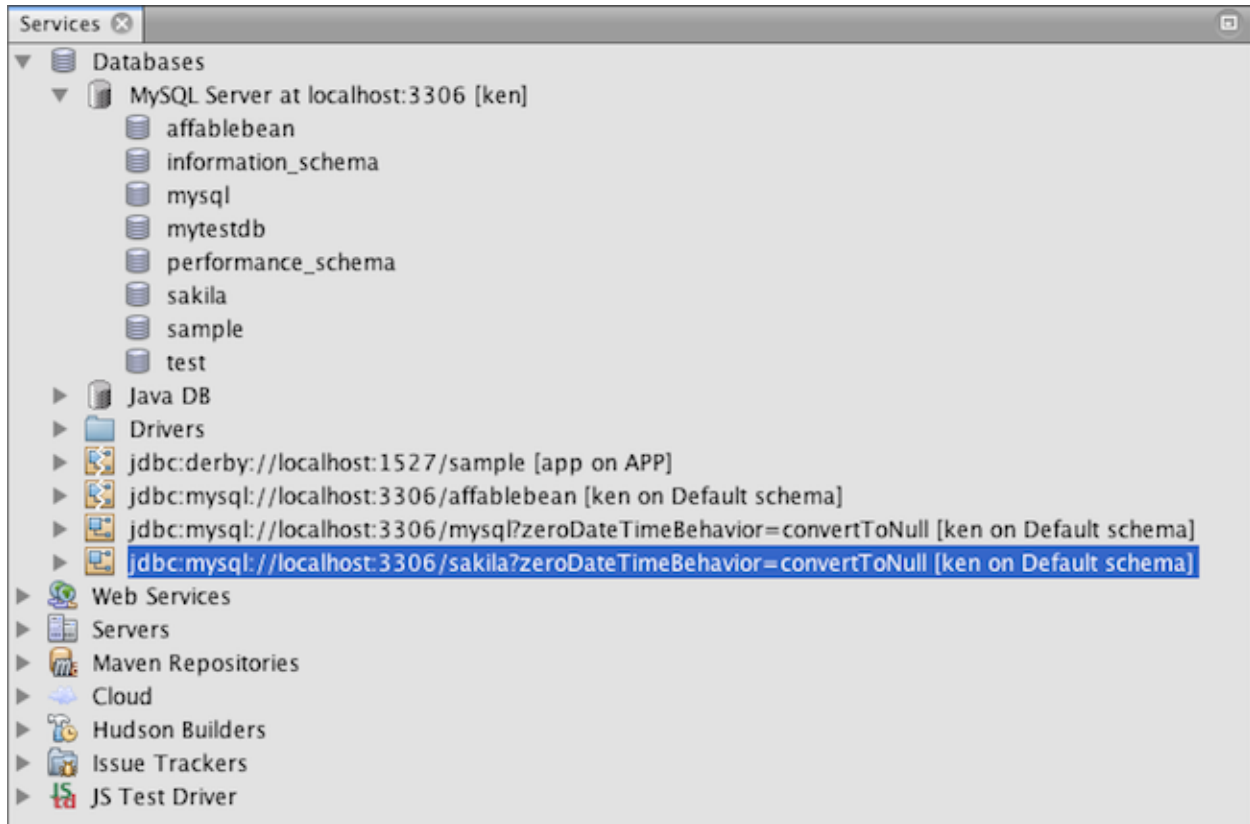 Services
Databases
MySQL Server at localhost:3306 [ken]
affablebean
information_schema
mysql
mytestdb
performance_schema
sakila
sample
test
Java DB
Drivers
jdbc:derby://localhost:1527/sample [app on APP]
jdbc:mysql://localhost:3306/affablebean [ken on Default schema]
jdbc:mysql://localhost:3306/mysql?zeroDateTimeBehavior=convertToNull [ken on Default schema]
jdbc:mysql://localhost:3306/sakila?zeroDateTimeBehavior=convertToNull [ken on Default schema]
Web Services
Servers
Maven Repositories
Cloud
Hudson Builders
Issue Trackers
JS Test Driver